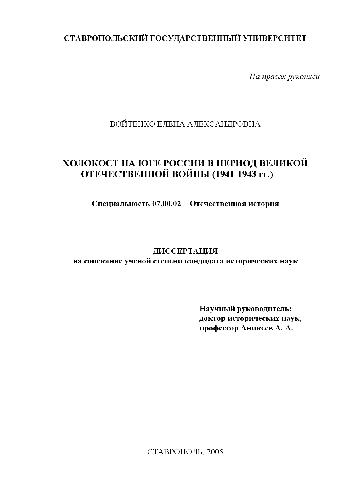 СТАВРОПОЛЬСКИЙ ГОСУДАРСТВЕННЫЙ УНИВЕРСИТЕТ
На правах рукописи
ВОЙТЕНКО ЕЛЕНА АЛЕКСАНДРОВНА
ХОЛОКОСТ НА ЮГЕ РОССИИ В ПЕРИОД ВЕЛИКОЙ
ОТЕЧЕСТВЕННОЙ ВОЙНЫ (1941-1943 гг.)
Специальность 07.00.02 – Отечественная история
ДИССЕРТАЦИЯ
на соискание ученой степени кандидата исторических наук
Научный руководитель:
доктор исторических наук,
профессор Аникеев А. А.
СТАВРОПОЛЬ, 2005